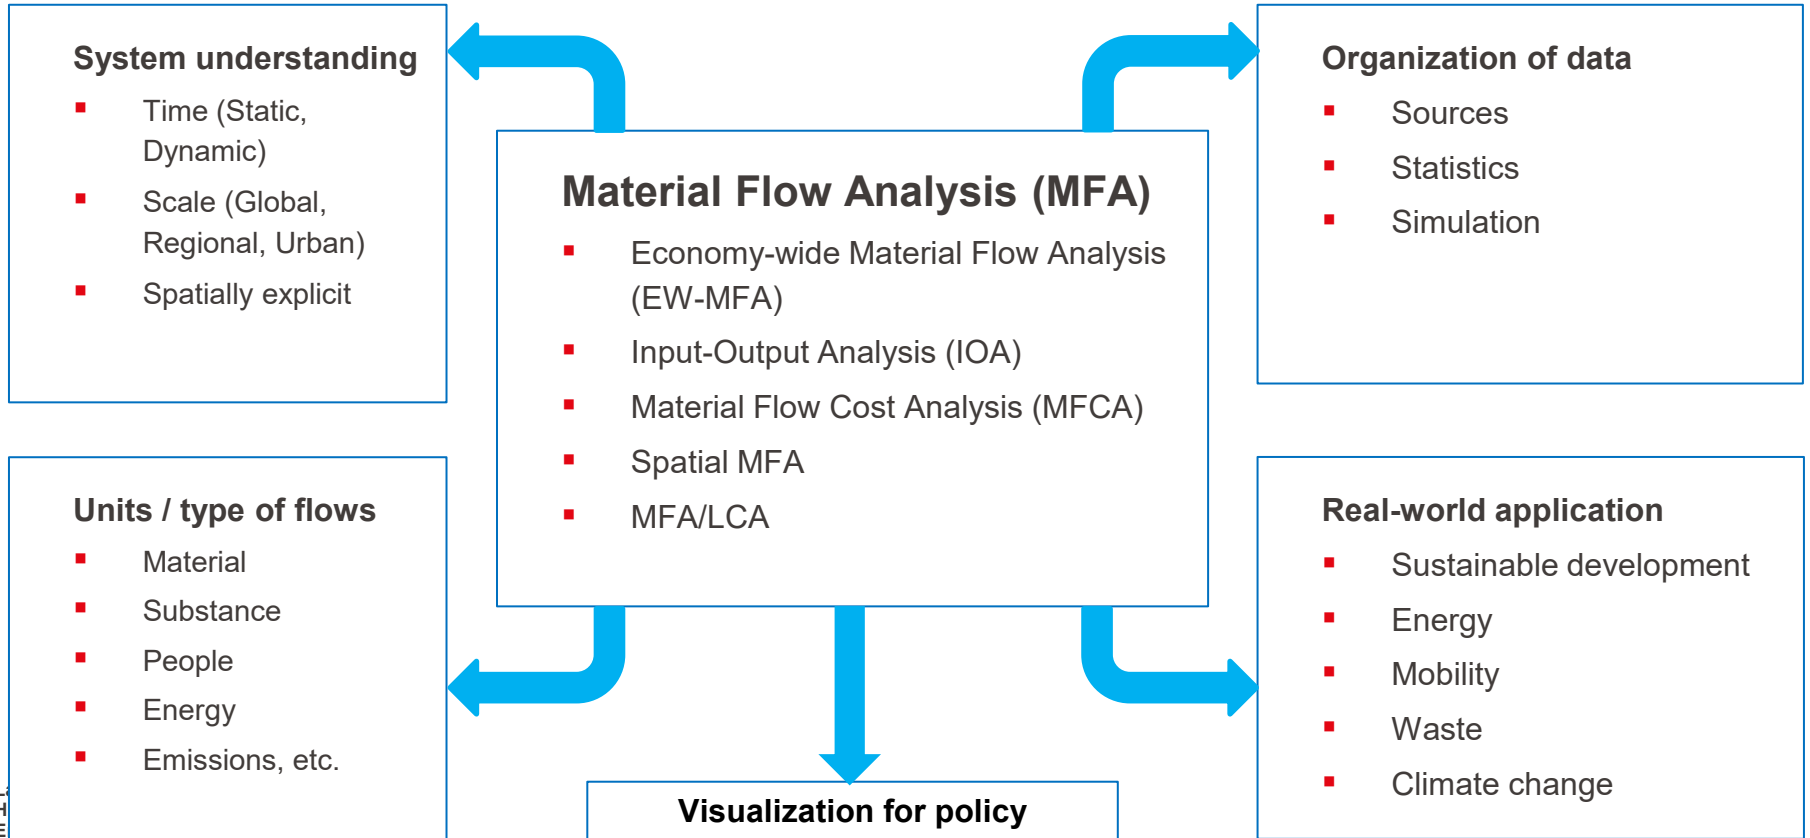 System understanding
Time (Static,
Dynamic)
Scale (Global,
Regional, Urban)
Spatially explicit
Organization of data
Sources
Statistics
Simulation
Material Flow Analysis (MFA)
Economy-wide Material Flow Analysis
(EW-MFA)
Input-Output Analysis (IOA)
Material Flow Cost Analysis (MFCA)
Spatial MFA
MFA/LCA
Units / type of flows
Material
Substance
People
Energy
Emissions, etc.
Real-world application
Sustainable development
Energy
Mobility
Waste
Climate change
Visualization for policy